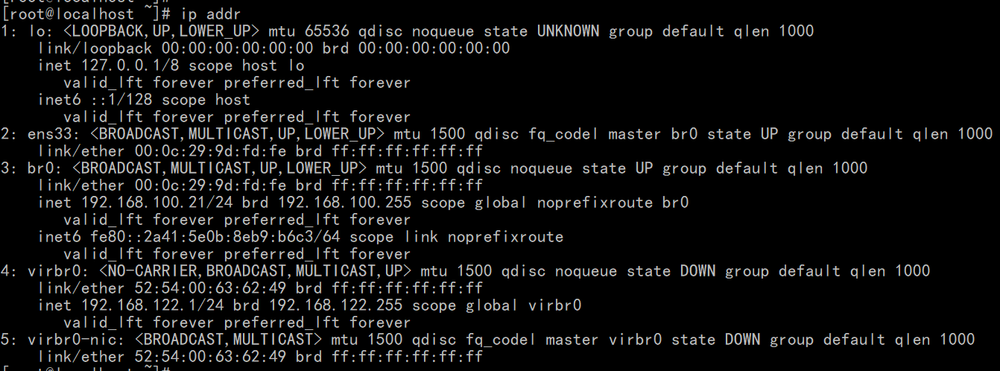 [root@localhost ~]# ip addr
1: lo: <LOOPBACK,UP,LOWER_UP> mtu 65536 qdisc noqueue state UNKNOWN group default qlen 1000
    link/loopback 00:00:00:00:00:00 brd 00:00:00:00:00:00
    inet 127.0.0.1/8 scope host lo
       valid_lft forever preferred_lft forever
    inet6 ::1/128 scope host
       valid_lft forever preferred_lft forever
2: ens33: <BROADCAST,MULTICAST,UP,LOWER_UP> mtu 1500 qdisc fq_codel master br0 state UP group default qlen 1000
    link/ether 00:0c:29:9d:fd:fe brd ff:ff:ff:ff:ff:ff
3: br0: <BROADCAST,MULTICAST,UP,LOWER_UP> mtu 1500 qdisc noqueue state UP group default qlen 1000
    link/ether 00:0c:29:9d:fd:fe brd ff:ff:ff:ff:ff:ff
    inet 192.168.100.21/24 brd 192.168.100.255 scope global noprefixroute br0
       valid_lft forever preferred_lft forever
    inet6 fe80::2a41:5e0b:8eb9:b6c3/64 scope link noprefixroute
       valid_lft forever preferred_lft forever
4: virbr0: <NO-CARRIER,BROADCAST,MULTICAST,UP> mtu 1500 qdisc noqueue state DOWN group default qlen 1000
    link/ether 52:54:00:63:62:49 brd ff:ff:ff:ff:ff:ff
    inet 192.168.122.1/24 brd 192.168.122.255 scope global virbr0
       valid_lft forever preferred_lft forever
5: virbr0-nic: <BROADCAST,MULTICAST> mtu 1500 qdisc fq_codel master virbr0 state DOWN group default qlen 1000
    link/ether 52:54:00:63:62:49 brd ff:ff:ff:ff:ff:ff